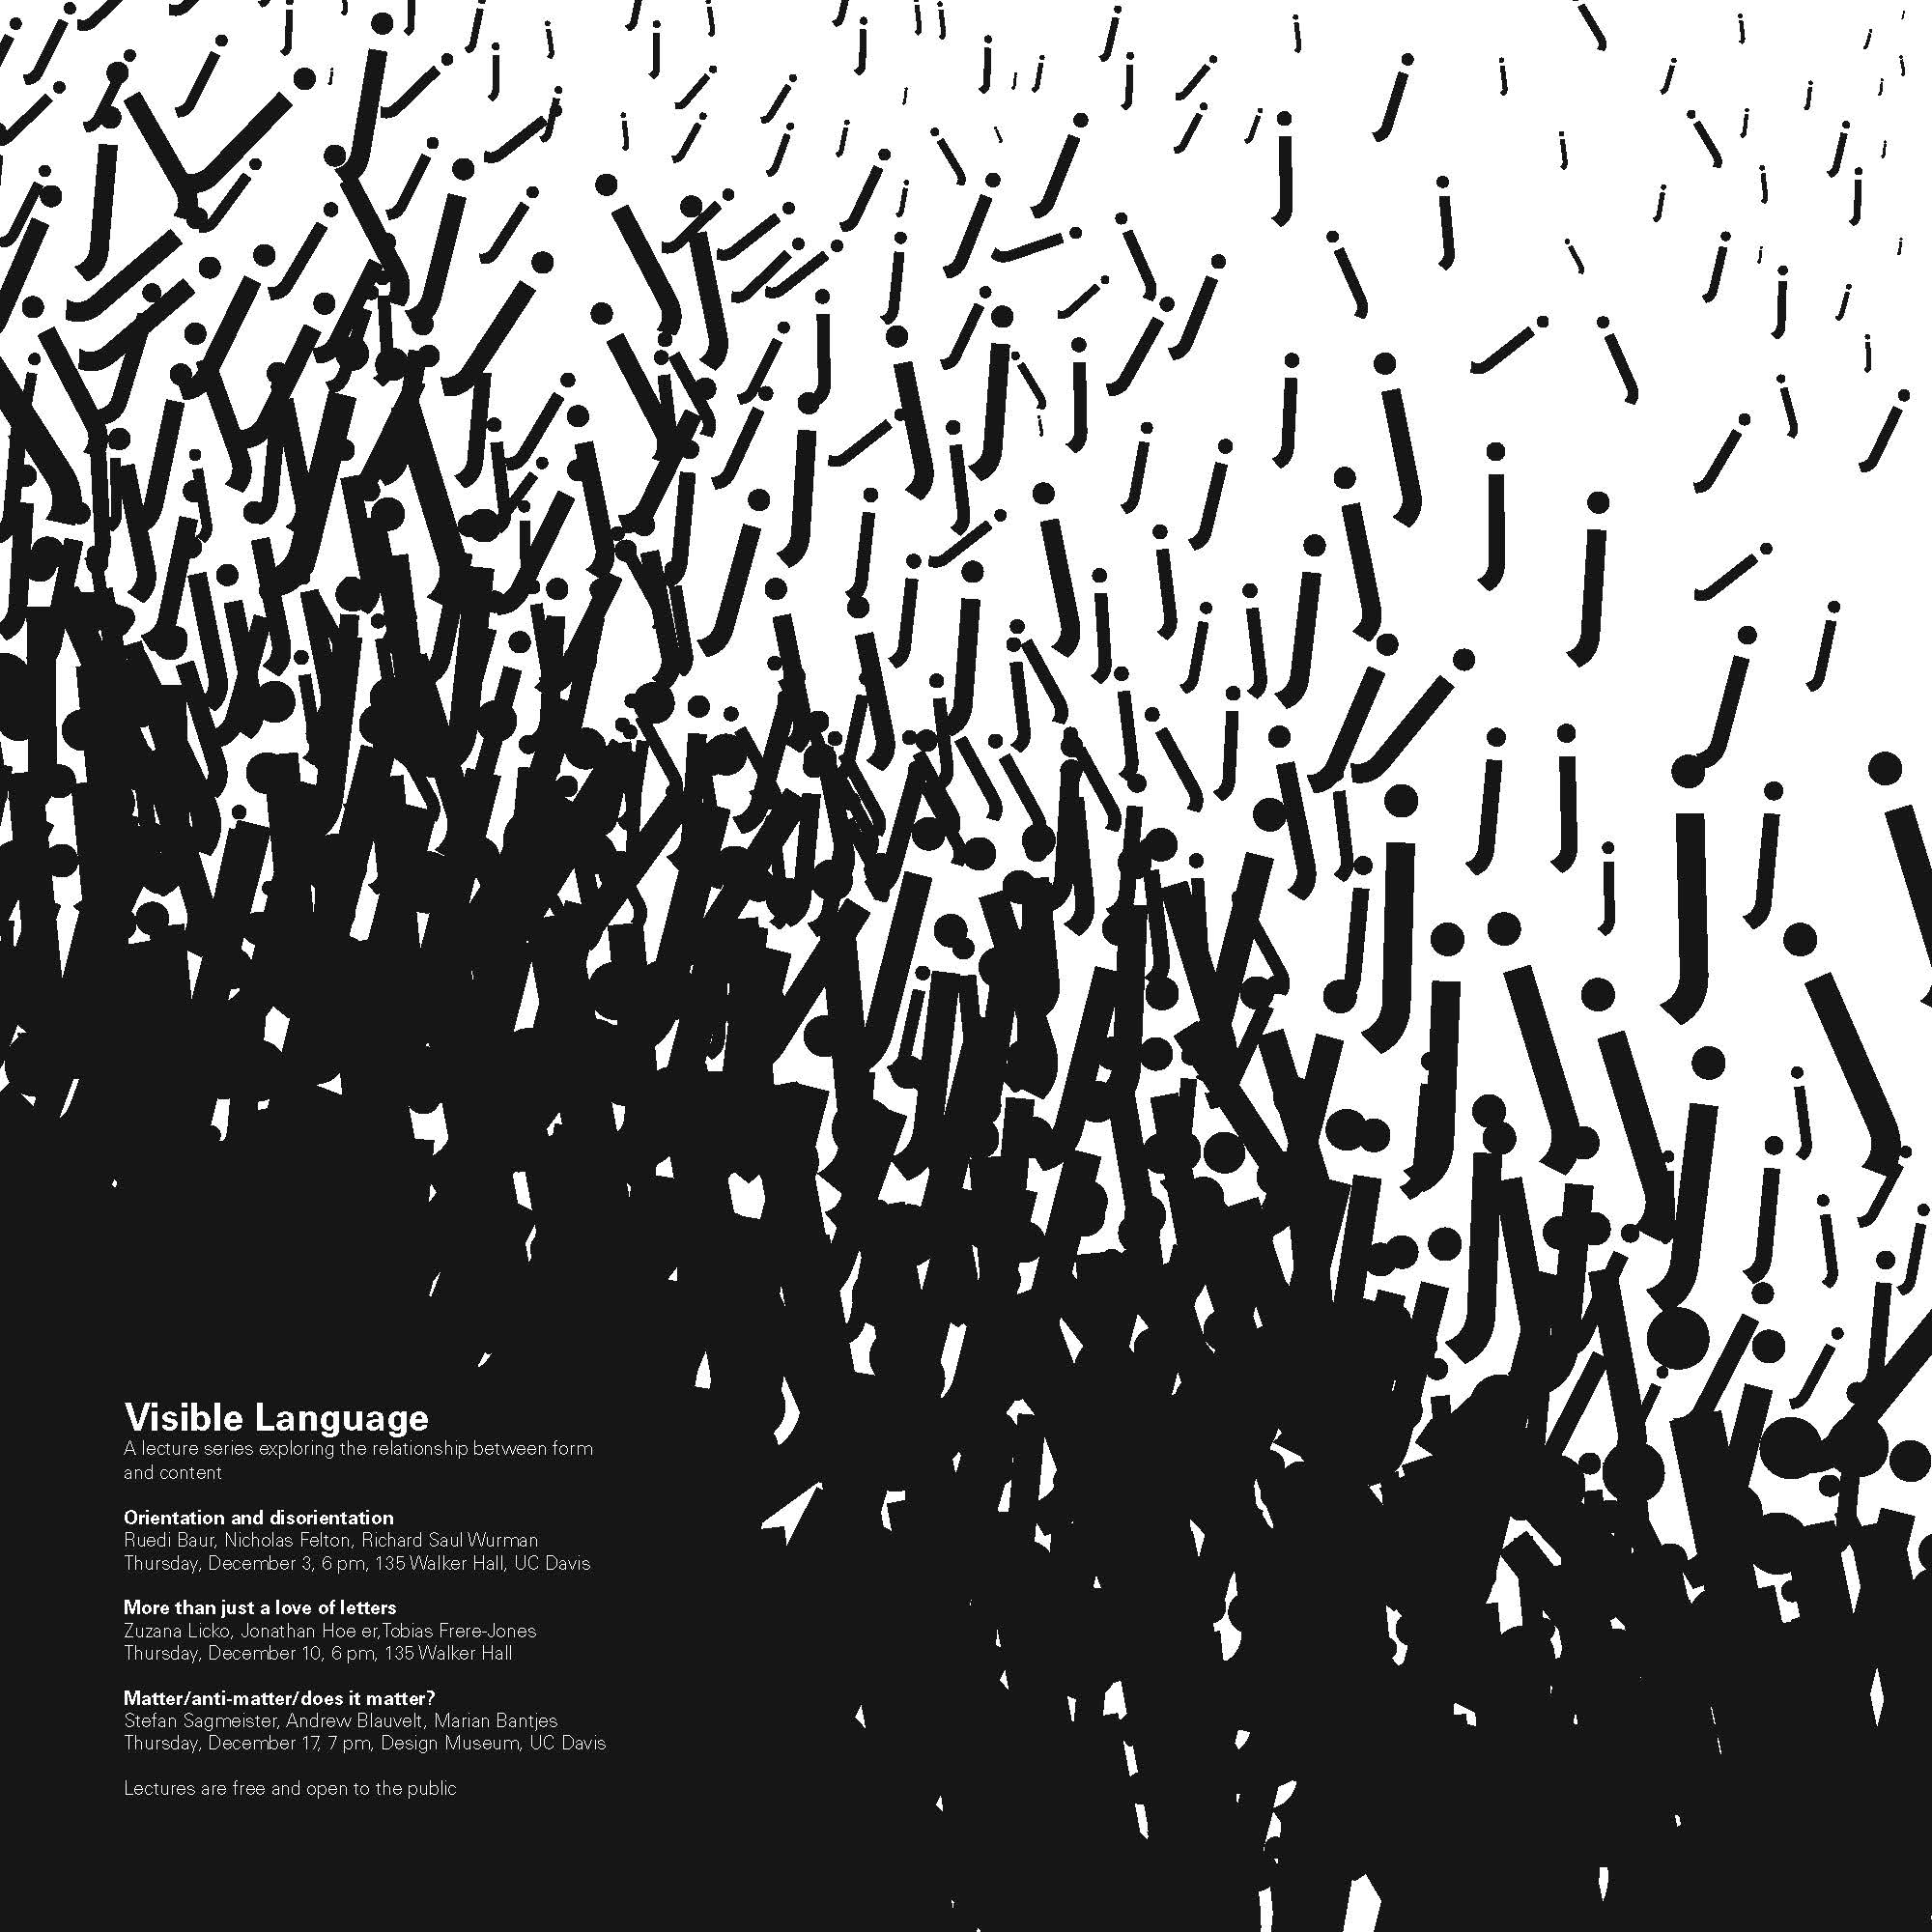 Visible Language
A lecture series exploring the relationship between form
and content
Orientation and disorientation
Ruedi Baur, Nicholas Felton, Richard Saul Wurman
Thursday, December 3, 6 pm, 135 Walker Hall, UC Davis
More than just a love of letters
Zuzana Licko, Jonathan Hoe er,Tobias Frere-Jones
Thursday, December 10, 6 pm, 135 Walker Hall
Matter/anti-matter/does it matter?
Stefan Sagmeister, Andrew Blauvelt, Marian Bantjes
Thursday, December 17, 7 pm, Design Museum, UC Davis
Lectures are free and open to the public